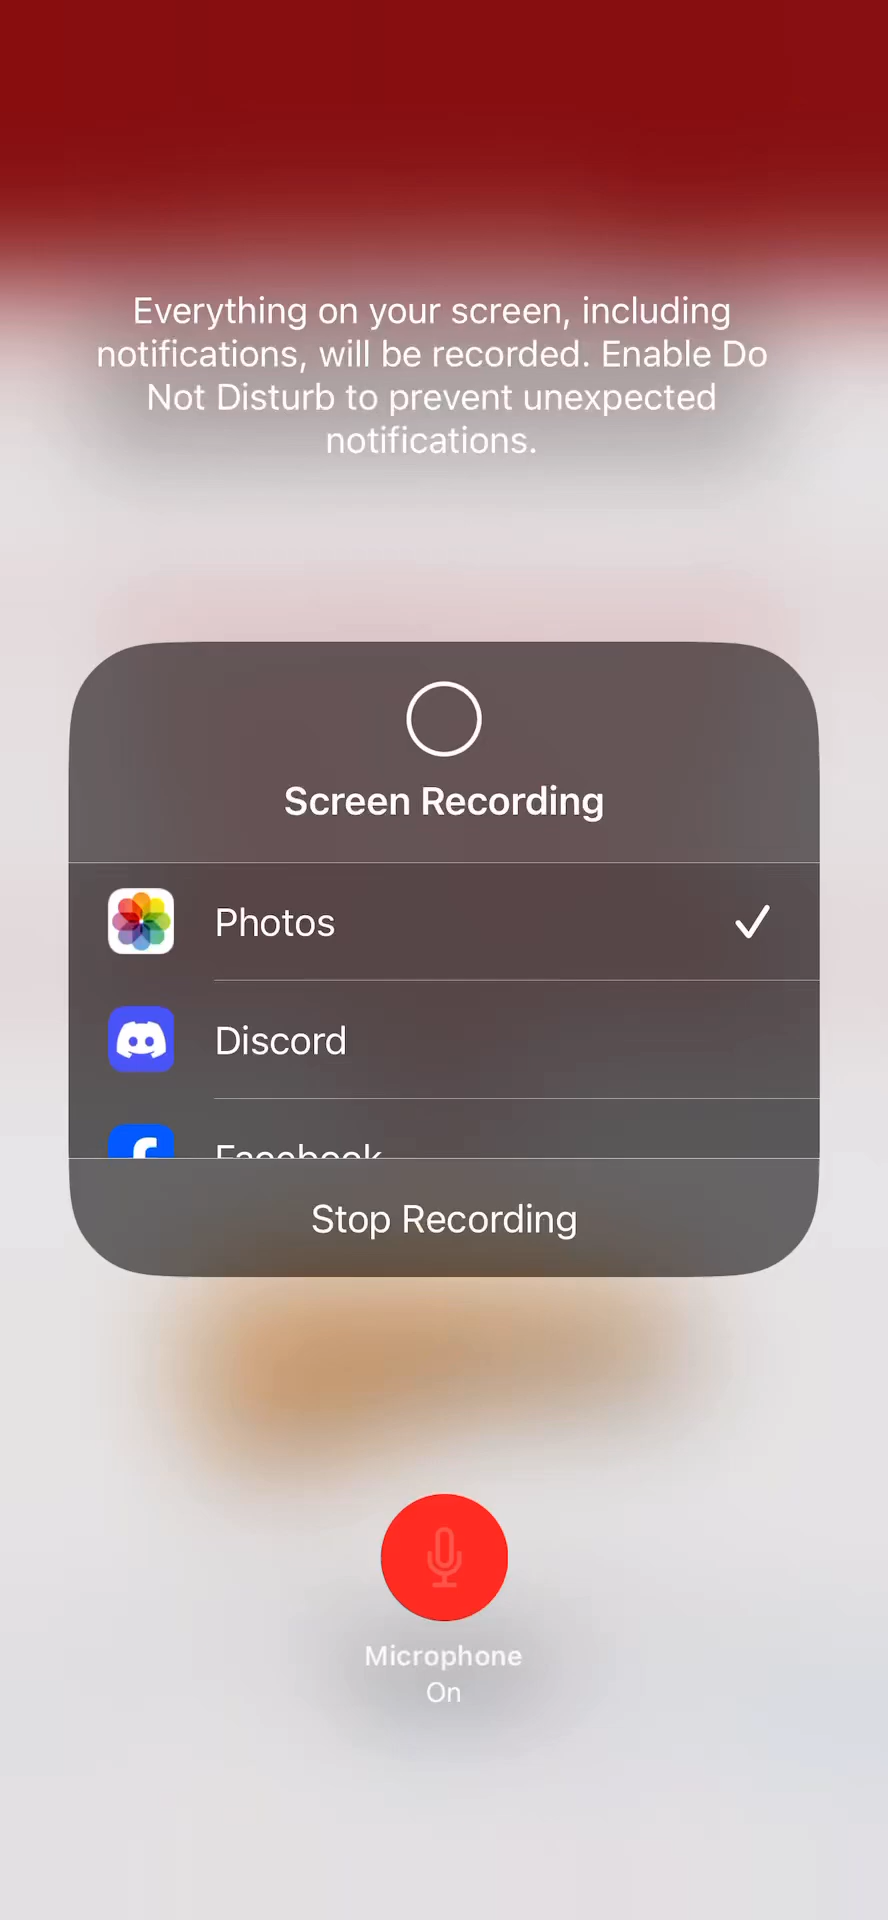 Everything on your screen, including
notifications, will be recorded. Enable Do
Not Disturb to prevent unexpected
notifications.
Screen Recording
Photos
Discord
Facebook
Stop Recording
Microphone
On